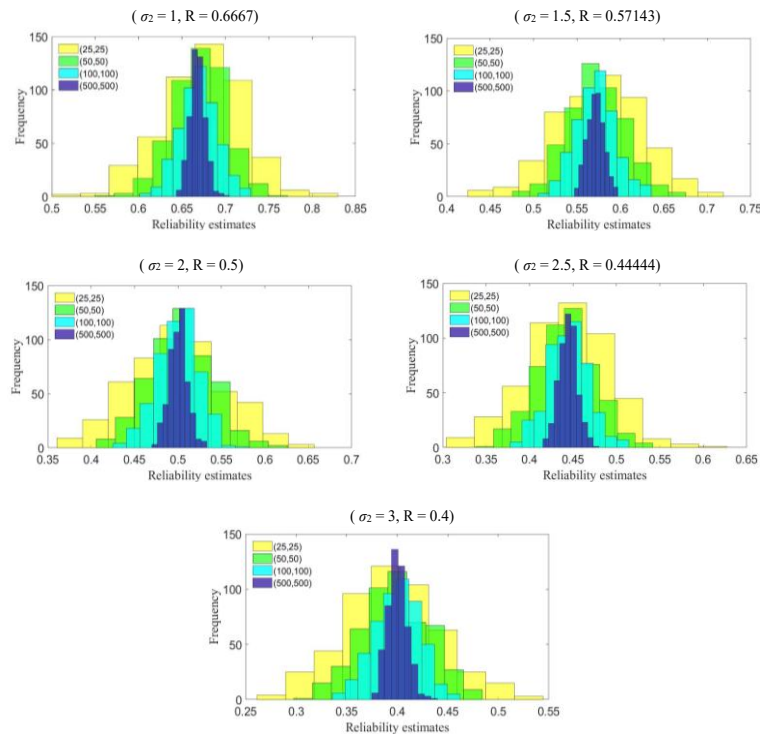 ( σ2 = 1, R = 0.6667)
150
100
50
0
Frequency
(25,25)
(50,50)
(100,100)
(500,500)
0.5 0.55 0.6 0.65 0.7 0.75 0.8 0.85
Reliability estimates
( σ2 = 1.5, R = 0.57143)
150
100
50
0
Frequency
(25,25)
(50,50)
(100,100)
(500,500)
0.4 0.45 0.5 0.55 0.6 0.65 0.7 0.75
Reliability estimates
( σ2 = 2, R = 0.5)
150
100
50
0
Frequency
(25,25)
(50,50)
(100,100)
(500,500)
0.35 0.4 0.45 0.5 0.55 0.6 0.65 0.7
Reliability estimates
( σ2 = 2.5, R = 0.44444)
150
100
50
0
Frequency
(25,25)
(50,50)
(100,100)
(500,500)
0.3 0.35 0.4 0.45 0.5 0.55 0.6 0.65
Reliability estimates
( σ2 = 3, R = 0.4)
150
100
50
0
Frequency
(25,25)
(50,50)
(100,100)
(500,500)
0.25 0.3 0.35 0.4 0.45 0.5 0.55
Reliability estimates